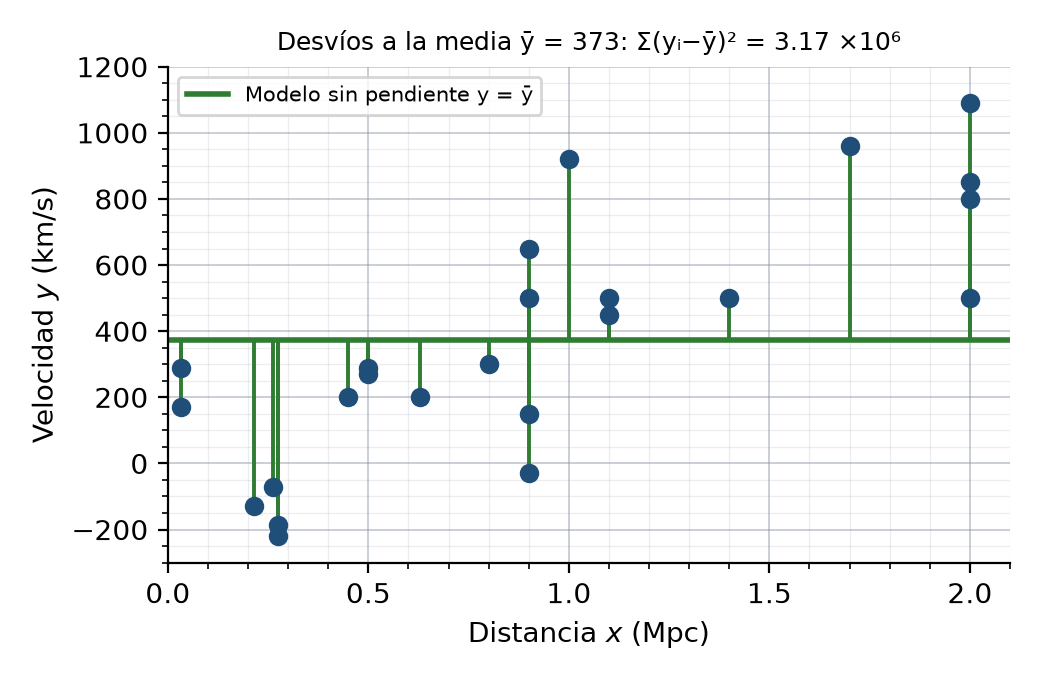 Desvíos a la media ȳ = 373: Σ(yᵢ−ȳ)² = 3.17 ×10⁶
Modelo sin pendiente y = ȳ
1200
1000
800
600
400
200
0
−200
Velocidad y (km/s)
0.0 0.5 1.0 1.5 2.0
Distancia x (Mpc)